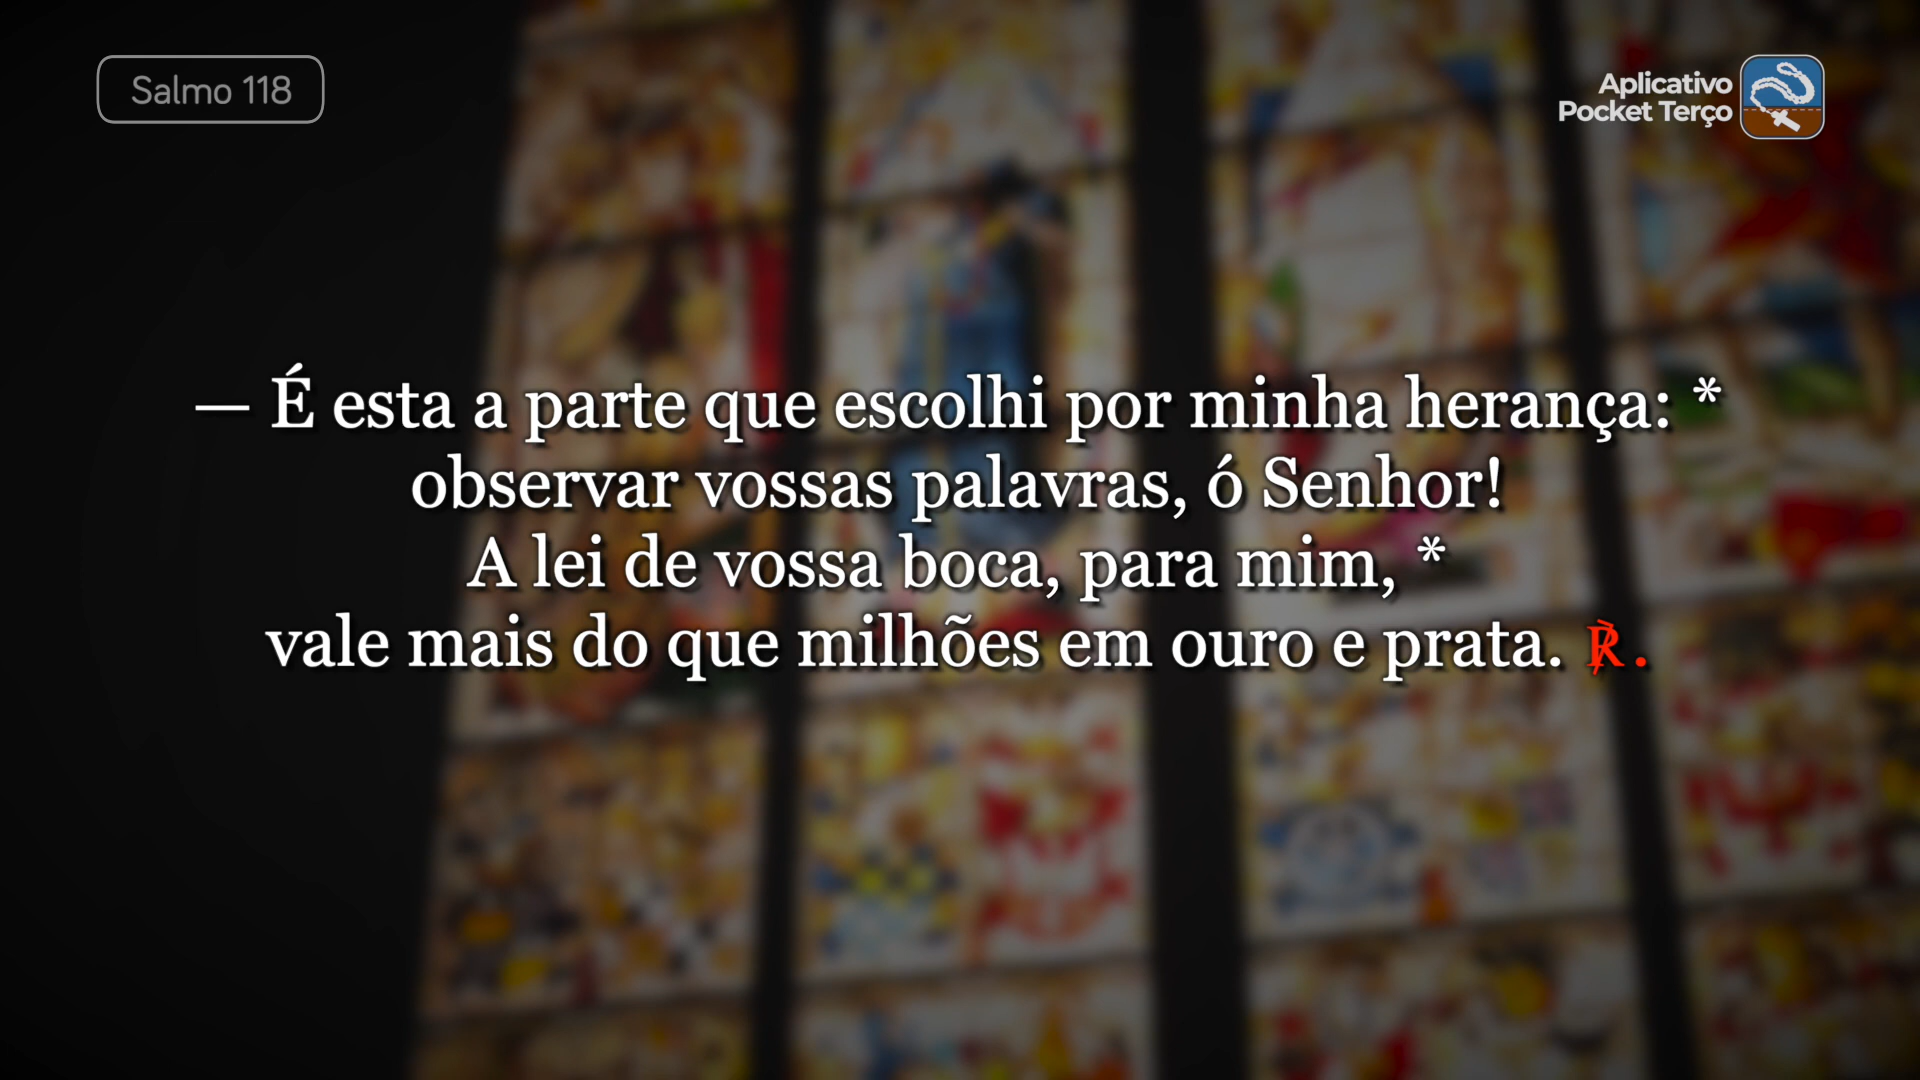 Salmo 118
Aplicativo
Pocket Terço
— É esta a parte que escolhi por minha herança: *
observar vossas palavras, ó Senhor!
A lei de vossa boca, para mim, *
vale mais do que milhões em ouro e prata. ℟.